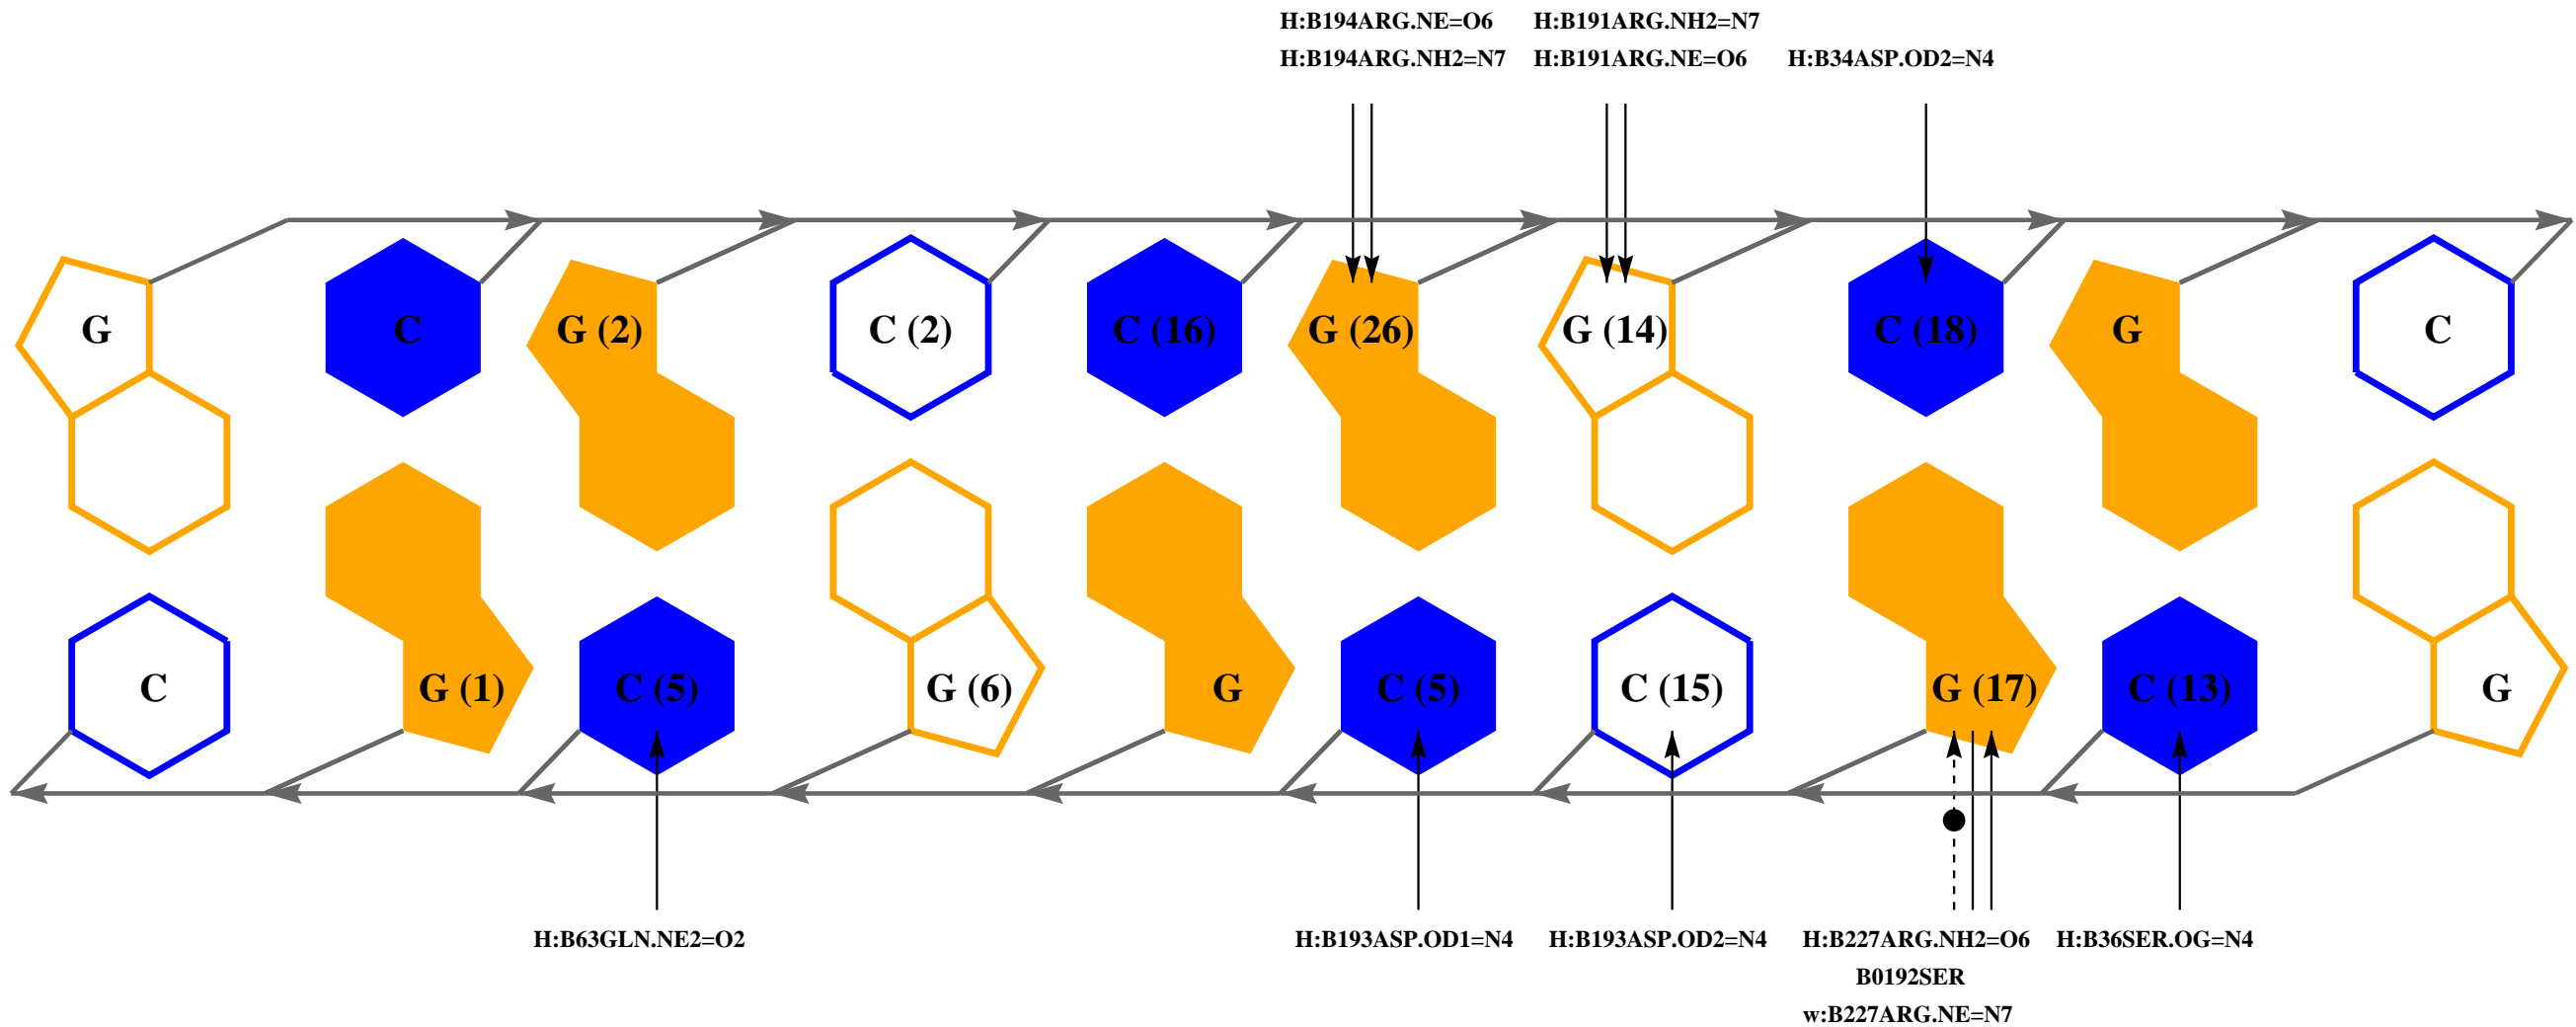 H:B194ARG.NE=O6 H:B191ARG.NH2=N7
H:B194ARG.NH2=N7 H:B191ARG.NE=O6 H:B34ASP.OD2=N4
G C G (2) C (2) C (16) G (26) G (14) C (18) G C
C G (1) C (5) G (6) G C (5) C (15) G (17) C (13) G
H:B63GLN.NE2=O2 H:B193ASP.OD1=N4 H:B193ASP.OD2=N4 H:B227ARG.NH2=O6 H:B36SER.OG=N4
B0192SER
w:B227ARG.NE=N7